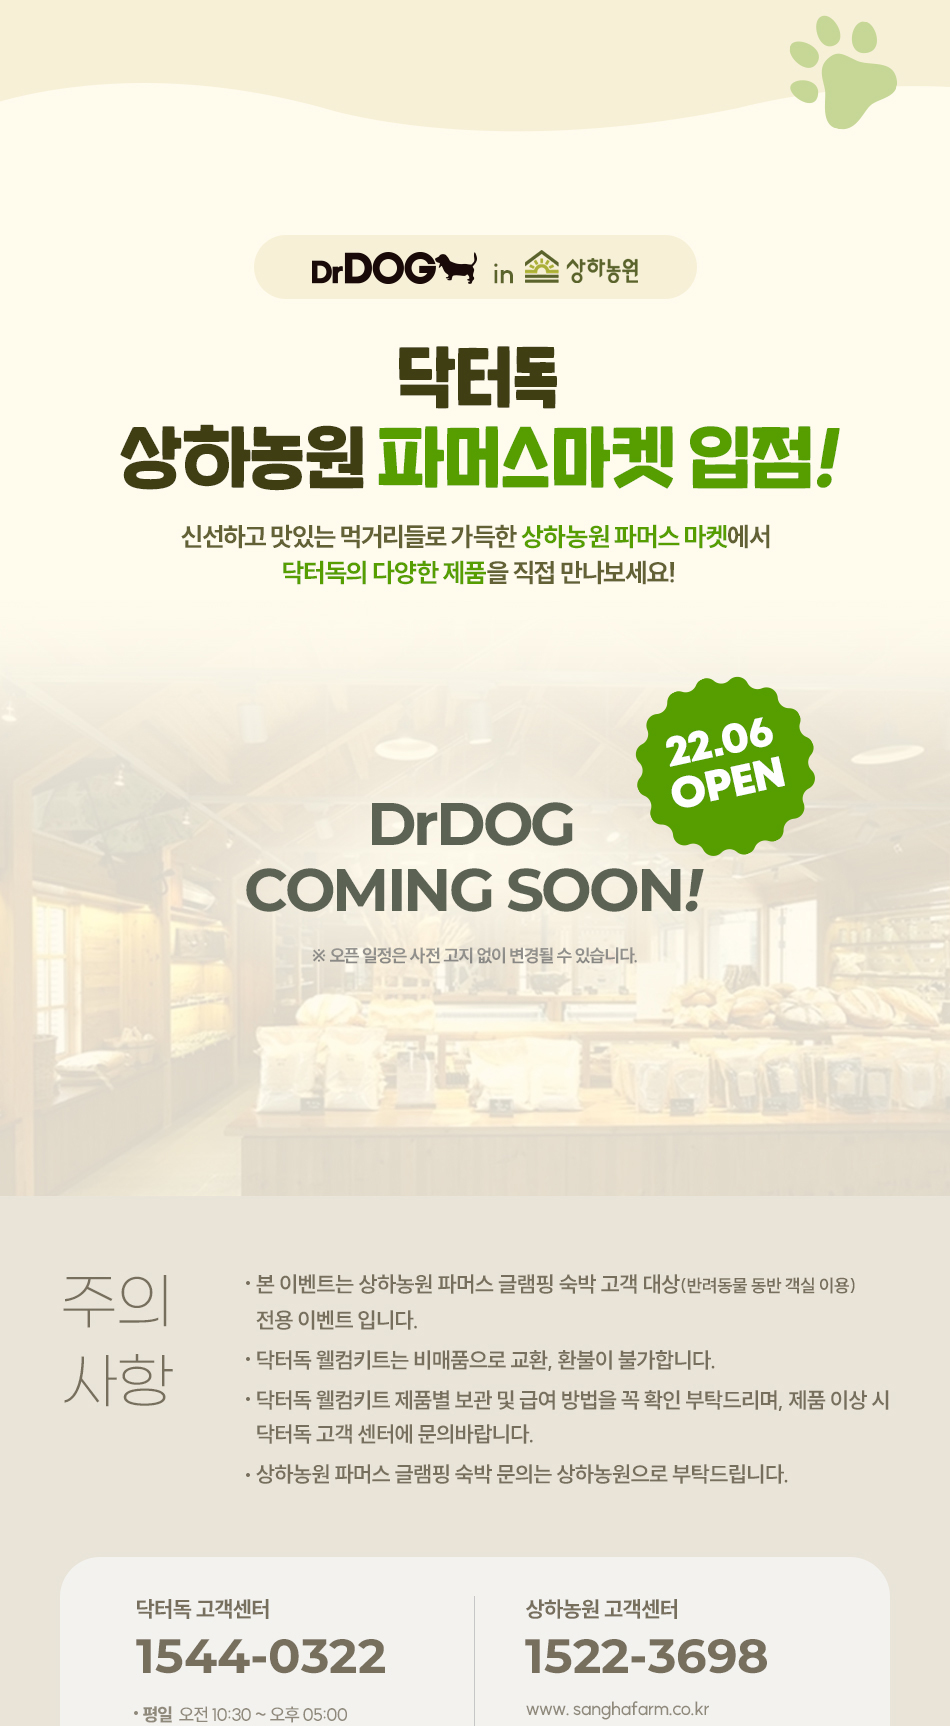 DrDOG in 상하농원
닥터독
상하농원 파머스마켓 입점!
신선하고 맛있는 먹거리들로 가득한 상하농원 파머스 마켓에서
닥터독의 다양한 제품을 직접 만나보세요!
22.06
OPEN
DrDOG
COMING SOON!
※ 오픈 일정은 사전 고지 없이 변경될 수 있습니다.
주의
사항
· 본 이벤트는 상하농원 파머스 글램핑 숙박 고객 대상(반려동물 동반 객실 이용)
전용 이벤트 입니다.
· 닥터독 웰컴키트는 비매품으로 교환, 환불이 불가합니다.
· 닥터독 웰컴키트 제품별 보관 및 급여 방법을 꼭 확인 부탁드리며, 제품 이상 시
닥터독 고객 센터에 문의바랍니다.
· 상하농원 파머스 글램핑 숙박 문의는 상하농원으로 부탁드립니다.
닥터독 고객센터
1544-0322
· 평일 오전 10:30 ~ 오후 05:00
상하농원 고객센터
1522-3698
www. sanghafarm.co.kr